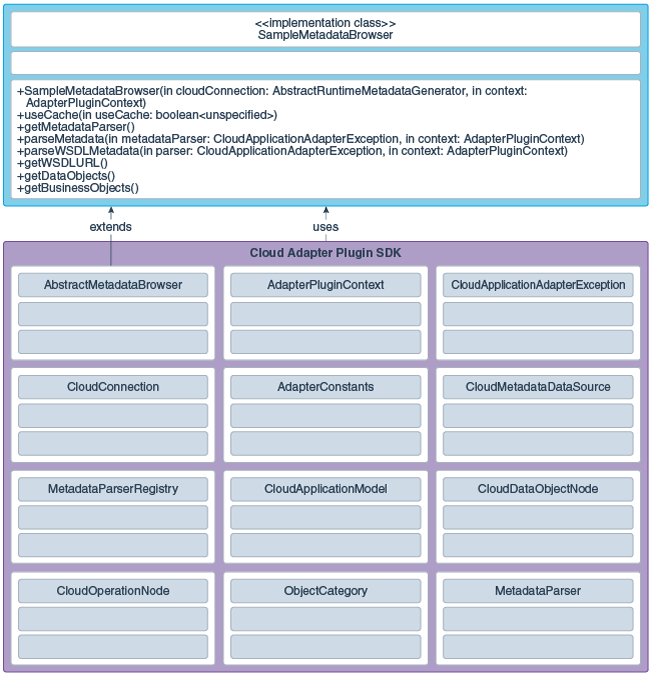 <<implementation class>>
SampleMetadataBrowser
+SampleMetadataBrowser(in cloudConnection: AbstractRuntimeMetadataGenerator, in context:
AdapterPluginContext)
+useCache(in useCache: boolean<unspecified>)
+getMetadataParser()
+parseMetadata(in metadataParser: CloudApplicationAdapterException, in context: AdapterPluginContext)
+parseWSDLMetadata(in parser: CloudApplicationAdapterException, in context: AdapterPluginContext)
+getWSDLURL()
+getDataObjects()
+getBusinessObjects()
extends
uses
Cloud Adapter Plugin SDK
AbstractMetadataBrowser
AdapterPluginContext
CloudApplicationAdapterException
CloudConnection
AdapterConstants
CloudMetadataDataSource
MetadataParserRegistry
CloudApplicationModel
CloudDataObjectNode
CloudOperationNode
ObjectCategory
MetadataParser